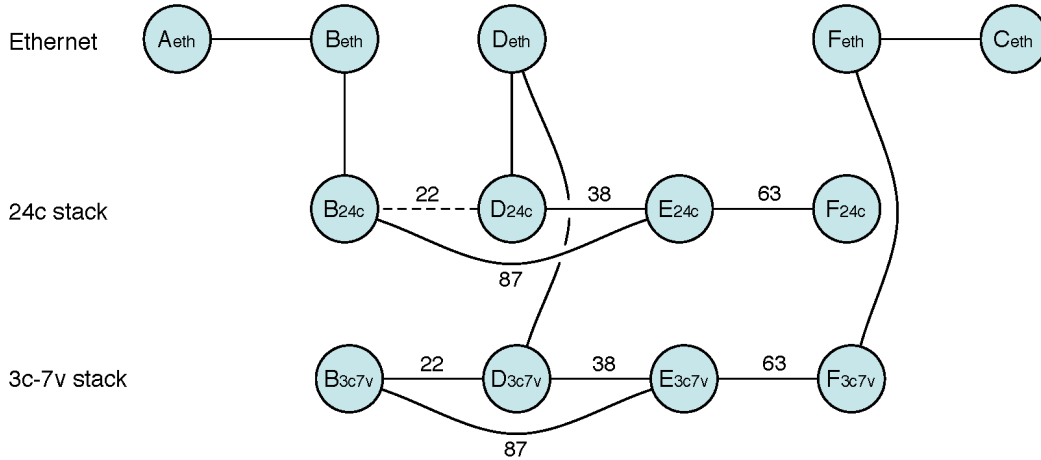 Ethernet Aeth Beth Deth Feth Ceth
22 38 63
24c stack B24c D24c E24c F24c
87
22 38 63
3c-7v stack B3c7v D3c7v E3c7v F3c7v
87